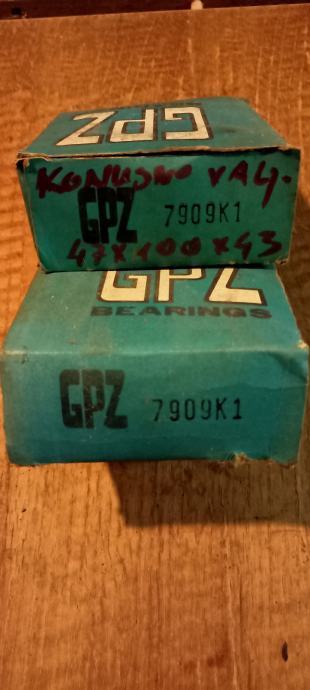 GPZ
KONUSNO VALJ.
GPZ 7909K1
47X100X43
GPZ
BEARINGS
GPZ 7909K1